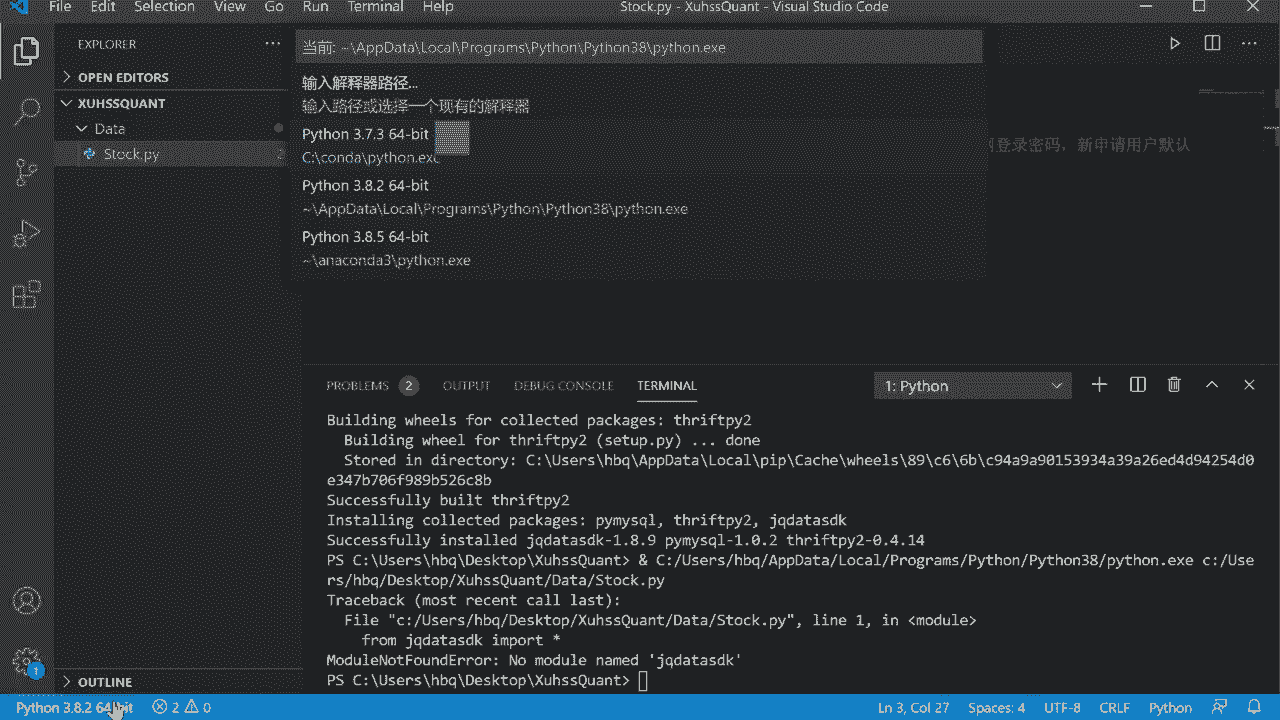 File Edit Selection View Go Run Terminal Help
Stock.py - XuhssQuant - Visual Studio Code
EXPLORER
OPEN EDITORS
XUHSSQUANT
Data
Stock.py
2
OUTLINE
当前: ~\AppData\Local\Programs\Python\Python38\python.exe
输入解释器路径...
输入路径或选择一个现有的解释器
Python 3.7.3 64-bit
C:\conda\python.exe
Python 3.8.2 64-bit
~\AppData\Local\Programs\Python\Python38\python.exe
Python 3.8.5 64-bit
~\anaconda3\python.exe
登录密码，新申请用户默认
PROBLEMS 2 OUTPUT DEBUG CONSOLE TERMINAL
1: Python
Building wheels for collected packages: thriftpy2
Building wheel for thriftpy2 (setup.py) ... done
Stored in directory: C:\Users\hbq\AppData\Local\pip\Cache\wheels\89\c6\6b\c94a9a90153934a39a26ed4d94254d0
e347b706f989b526c8b
Successfully built thriftpy2
Installing collected packages: pymysql, thriftpy2, jqdatasdk
Successfully installed jqdatasdk-1.8.9 pymysql-1.0.2 thriftpy2-0.4.14
PS C:\Users\hbq\Desktop\XuhssQuant> & C:/Users/hbq/AppData/Local/Programs/Python/Python38/python.exe c:/Use
rs/hbq/Desktop/XuhssQuant/Data/Stock.py
Traceback (most recent call last):
File "c:/Users/hbq/Desktop/XuhssQuant/Data/Stock.py", line 1, in <module>
from jqdatasdk import *
ModuleNotFoundError: No module named 'jqdatasdk'
PS C:\Users\hbq\Desktop\XuhssQuant>
1
Python 3.8.2 64-bit 2 0
Ln 3, Col 27 Spaces: 4 UTF-8 CRLF Python